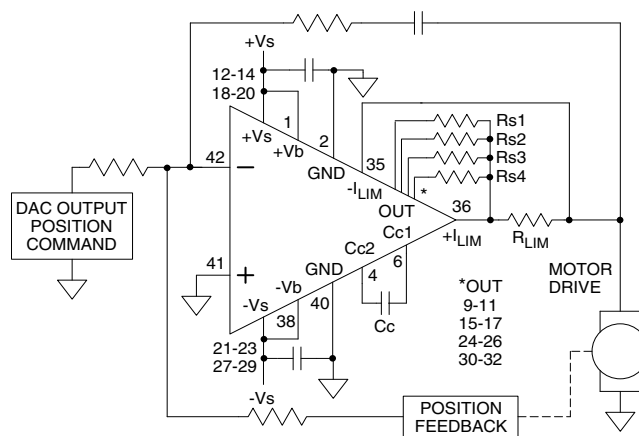 +Vs
12-14
18-20
+Vs
1
+Vb
2
GND
35
-ILIM
Rs1
Rs2
Rs3
Rs4
*
OUT
36
+ILIM
RLIM
42
−
DAC OUTPUT
POSITION
COMMAND
41
+
Cc1
6
Cc2
4
Cc
GND
40
-Vb
38
-Vs
21-23
27-29
-Vs
*OUT
9-11
15-17
24-26
30-32
MOTOR
DRIVE
POSITION
FEEDBACK